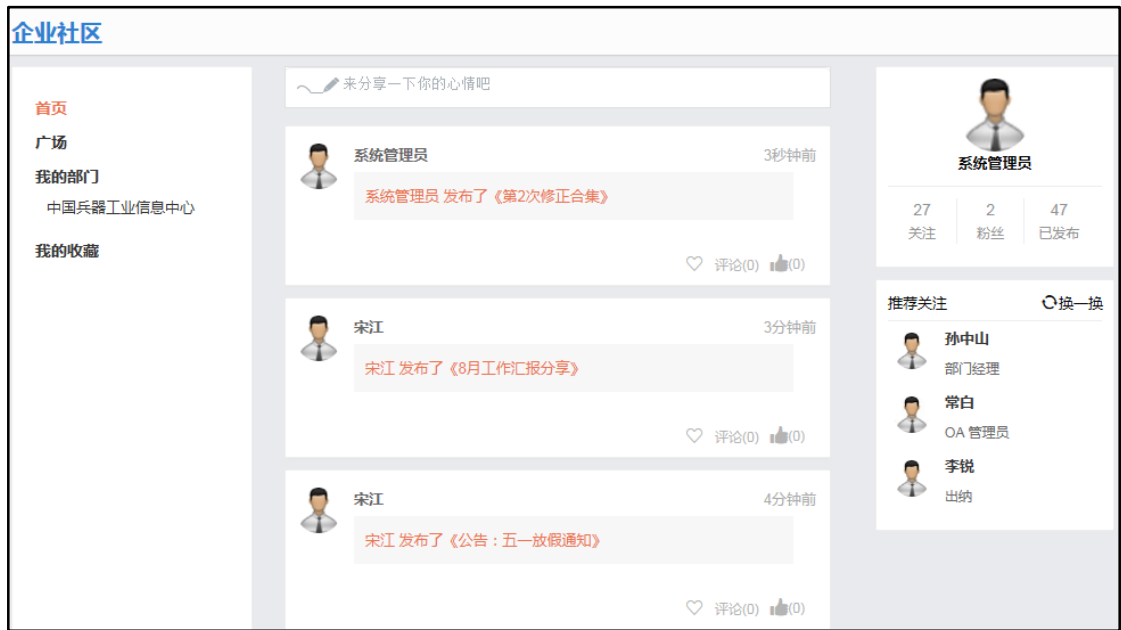 企业社区
首页
广场
我的部门
中国兵器工业信息中心
我的收藏
来分享一下你的心情吧
系统管理员 3秒钟前
系统管理员 发布了《第2次修正合集》
评论(0) (0)
宋江 3分钟前
宋江 发布了《8月工作汇报分享》
评论(0) (0)
宋江 4分钟前
宋江 发布了《公告：五一放假通知》
评论(0) (0)
系统管理员
27 2 47
关注 粉丝 已发布
推荐关注 换一换
孙中山
部门经理
常白
OA 管理员
李锐
出纳